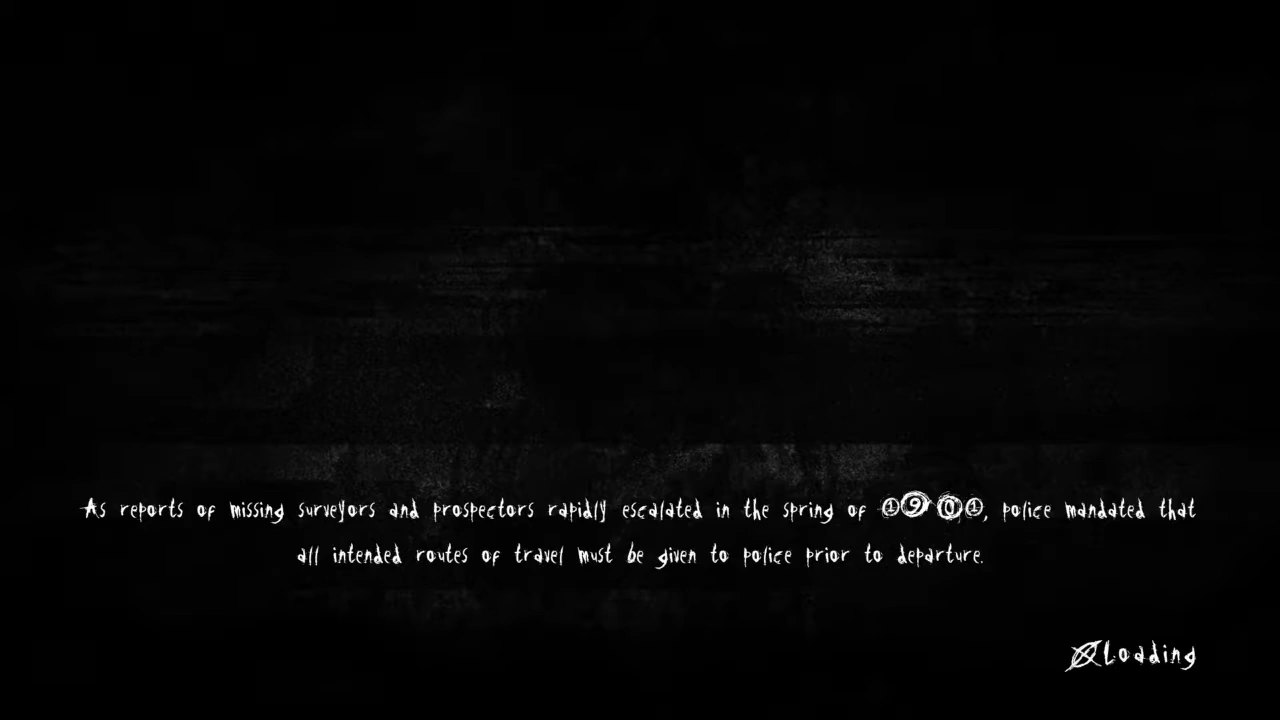 As reports of missing surveyors and prospectors rapidly escalated in the spring of 1901, police mandated that
all intended routes of travel must be given to police prior to departure.
Loading